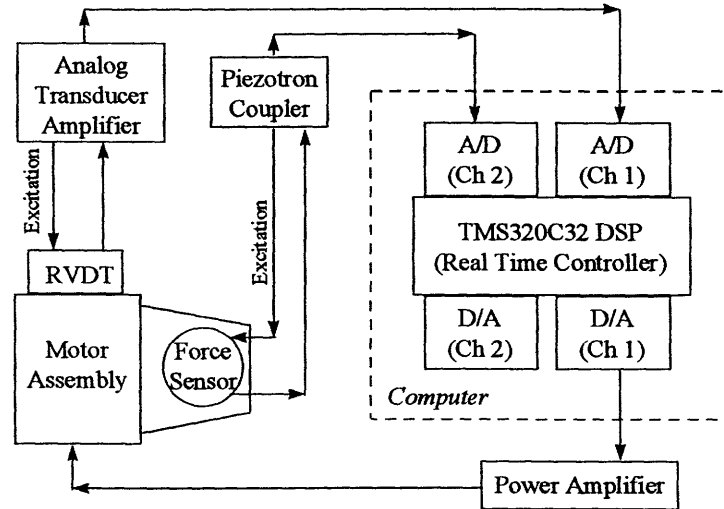 Analog
Transducer
Amplifier
Piezotron
Coupler
A/D
(Ch 2)
A/D
(Ch 1)
Excitation
Excitation
TMS320C32 DSP
(Real Time Controller)
RVDT
D/A
(Ch 2)
D/A
(Ch 1)
Motor
Assembly
Force
Sensor
Computer
Power Amplifier